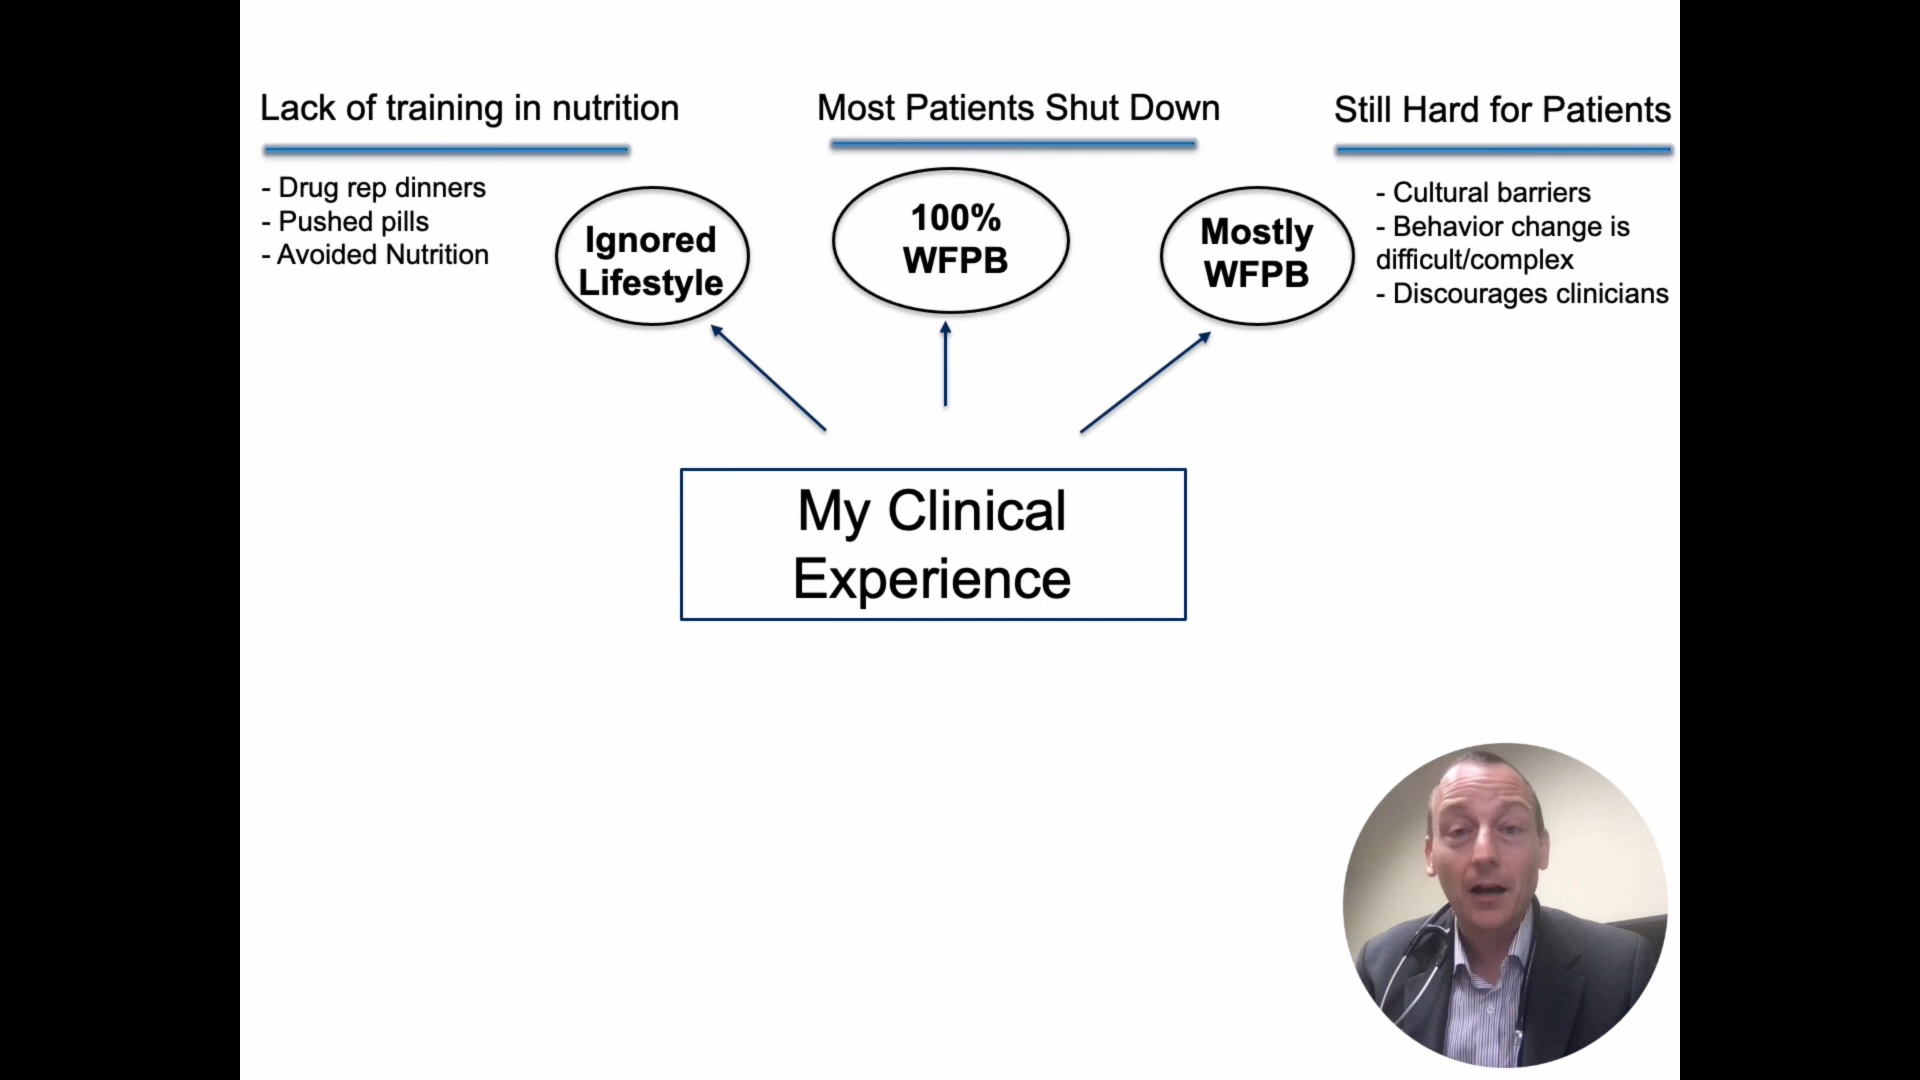 Lack of training in nutrition
- Drug rep dinners
- Pushed pills
- Avoided Nutrition
Ignored
Lifestyle
Most Patients Shut Down
100%
WFPB
Still Hard for Patients
Mostly
WFPB
- Cultural barriers
- Behavior change is
difficult/complex
- Discourages clinicians
My Clinical
Experience